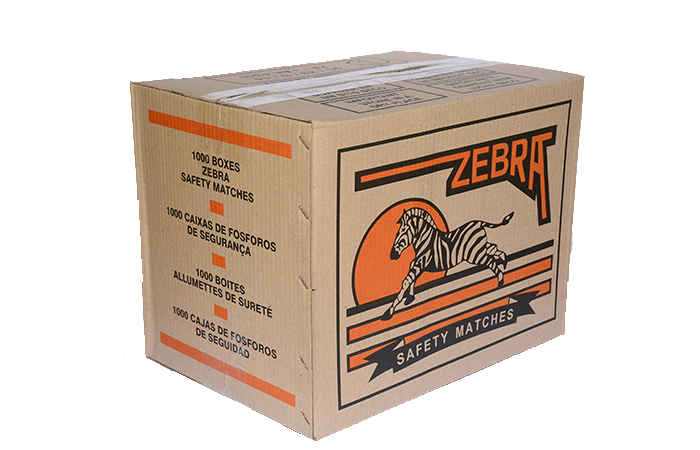 1000 BOXES
ZEBRA
SAFETY MATCHES
1000 CAIXAS DE FOSFOROS
DE SEGURANÇA
1000 BOITES
ALLUMETTES DE SURETÉ
1000 CAJAS DE FOSFOROS
DE SEGUIDAD
ZEBRA
SAFETY MATCHES